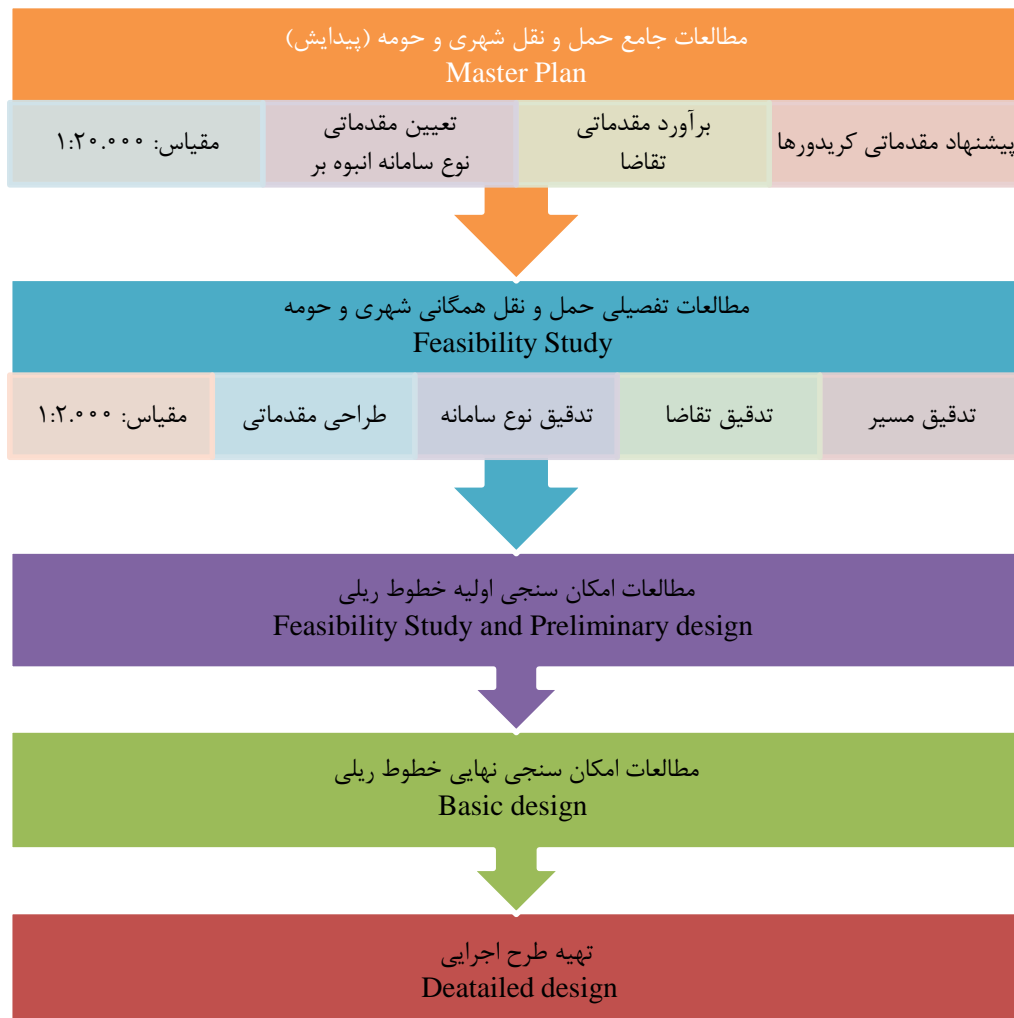 مطالعات جامع حمل و نقل شهری و حومه (پیدایش)
Master Plan
پیشنهاد مقدماتی کریدورها
برآورد مقدماتی
تقاضا
تعیین مقدماتی
نوع سامانه انبوه بر
مقیاس: ۱:۲۰.۰۰۰
مطالعات تفصیلی حمل و نقل همگانی شهری و حومه
Feasibility Study
تدقیق مسیر
تدقیق تقاضا
تدقیق نوع سامانه
طراحی مقدماتی
مقیاس: ۱:۲.۰۰۰
مطالعات امکان سنجی اولیه خطوط ریلی
Feasibility Study and Preliminary design
مطالعات امکان سنجی نهایی خطوط ریلی
Basic design
تهیه طرح اجرایی
Deatailed design